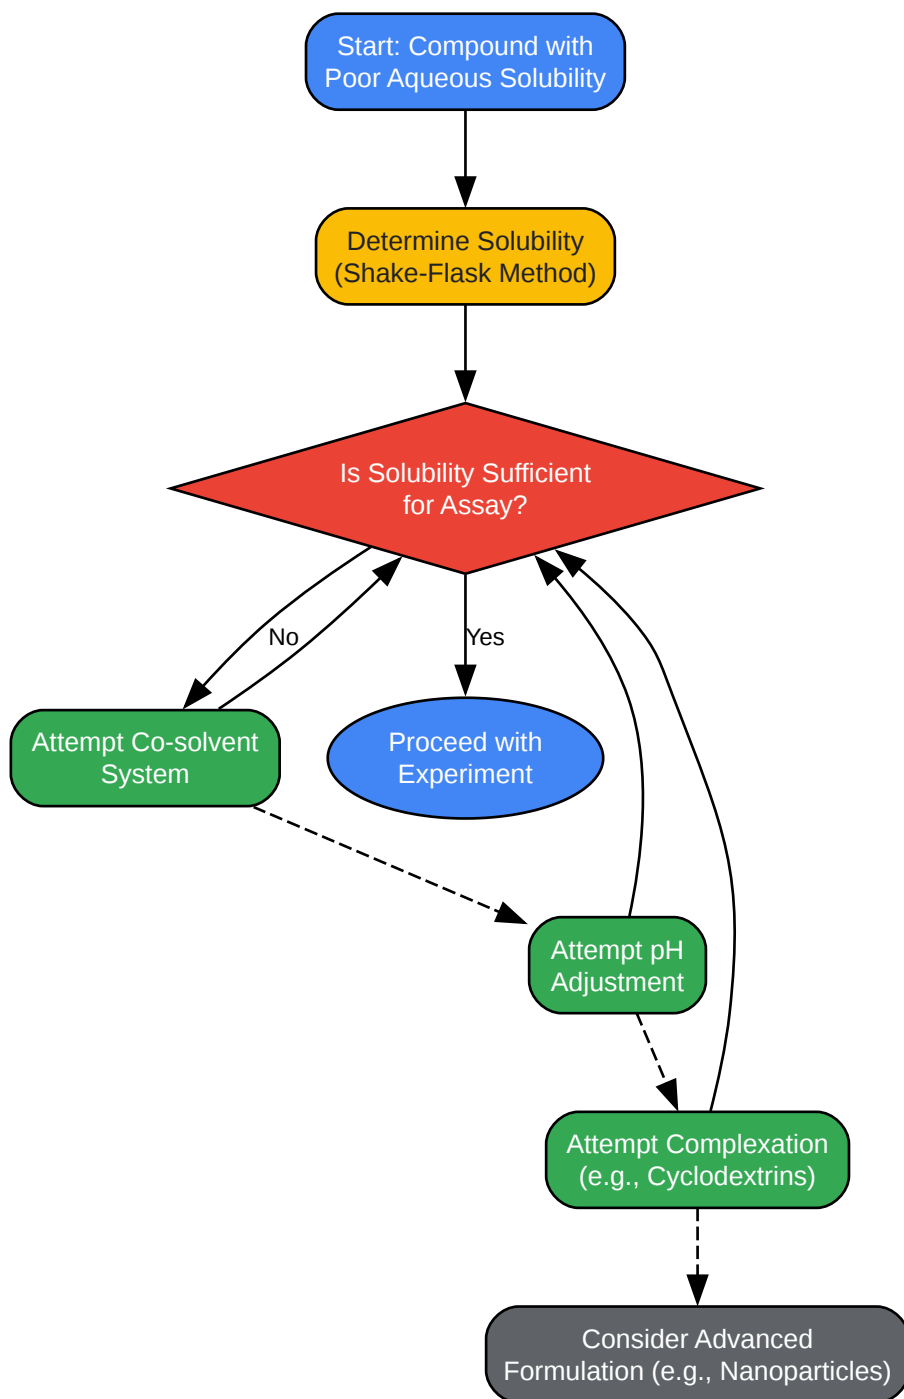 Start: Compound with
Poor Aqueous Solubility
Determine Solubility
(Shake-Flask Method)
Is Solubility Sufficient
for Assay?
No
Yes
Attempt Co-solvent
System
Proceed with
Experiment
Attempt pH
Adjustment
Attempt Complexation
(e.g., Cyclodextrins)
Consider Advanced
Formulation (e.g., Nanoparticles)